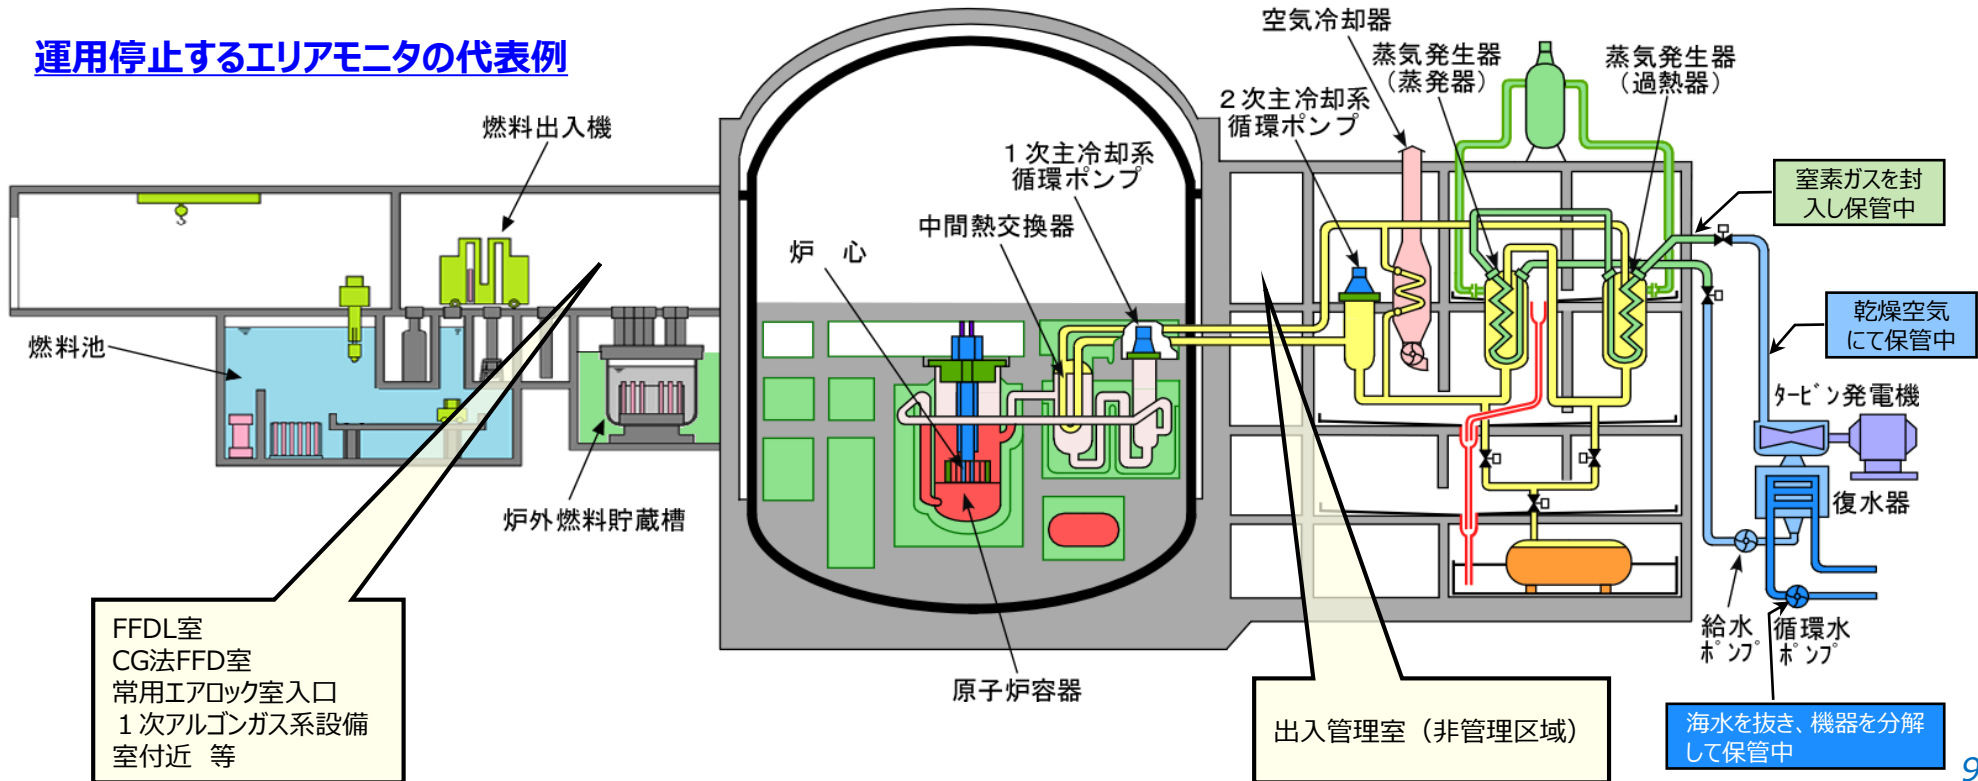 運用停止するエリアモニタの代表例
空気冷却器
蒸気発生器
（蒸発器）
蒸気発生器
（過熱器）
２次主冷却系
循環ポンプ
燃料出入機
１次主冷却系
循環ポンプ
窒素ガスを封
入し保管中
中間熱交換器
炉　心
燃料池
乾燥空気
にて保管中
ﾀｰﾋﾞﾝ発電機
復水器
炉外燃料貯蔵槽
給水
ﾎﾟﾝﾌﾟ
循環水
ﾎﾟﾝﾌﾟ
原子炉容器
FFDL室
CG法FFD室
常用エアロック室入口
１次アルゴンガス系設備
室付近　等
出入管理室（非管理区域）
海水を抜き、機器を分解
して保管中
9